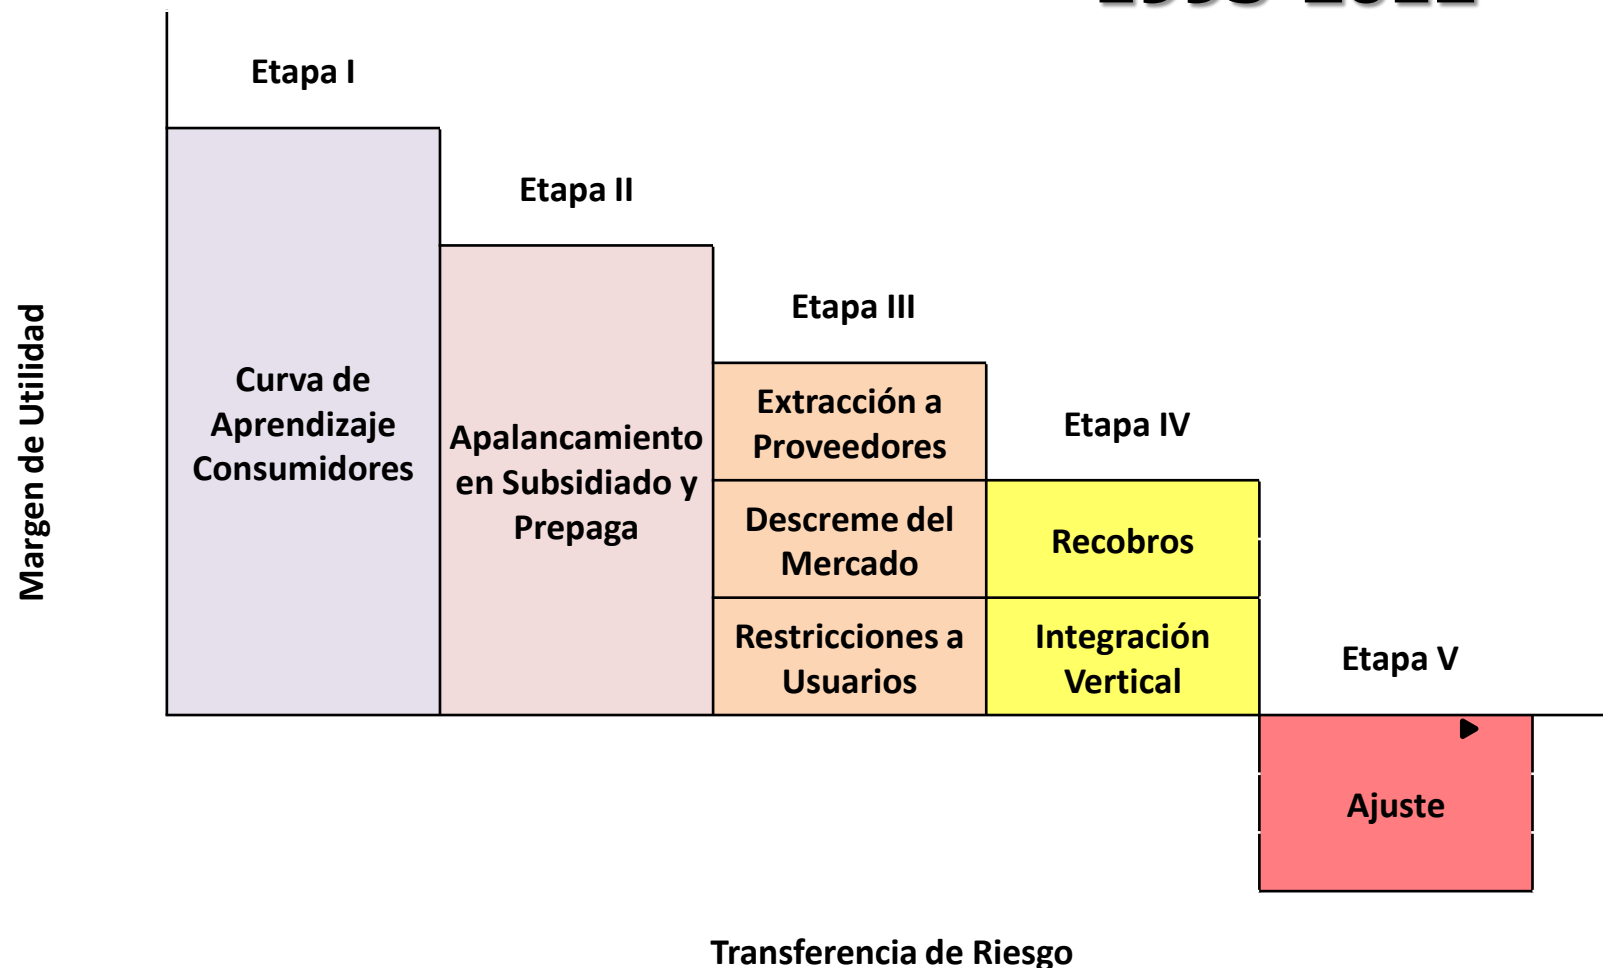 Etapa I
Etapa II
Etapa III
Etapa IV
Etapa V
Margen de Utilidad
Curva de
Aprendizaje
Consumidores
Apalancamiento
en Subsidiado y
Prepaga
Extracción a
Proveedores
Descreme del
Mercado
Restricciones a
Usuarios
Recobros
Integración
Vertical
Ajuste
Transferencia de Riesgo